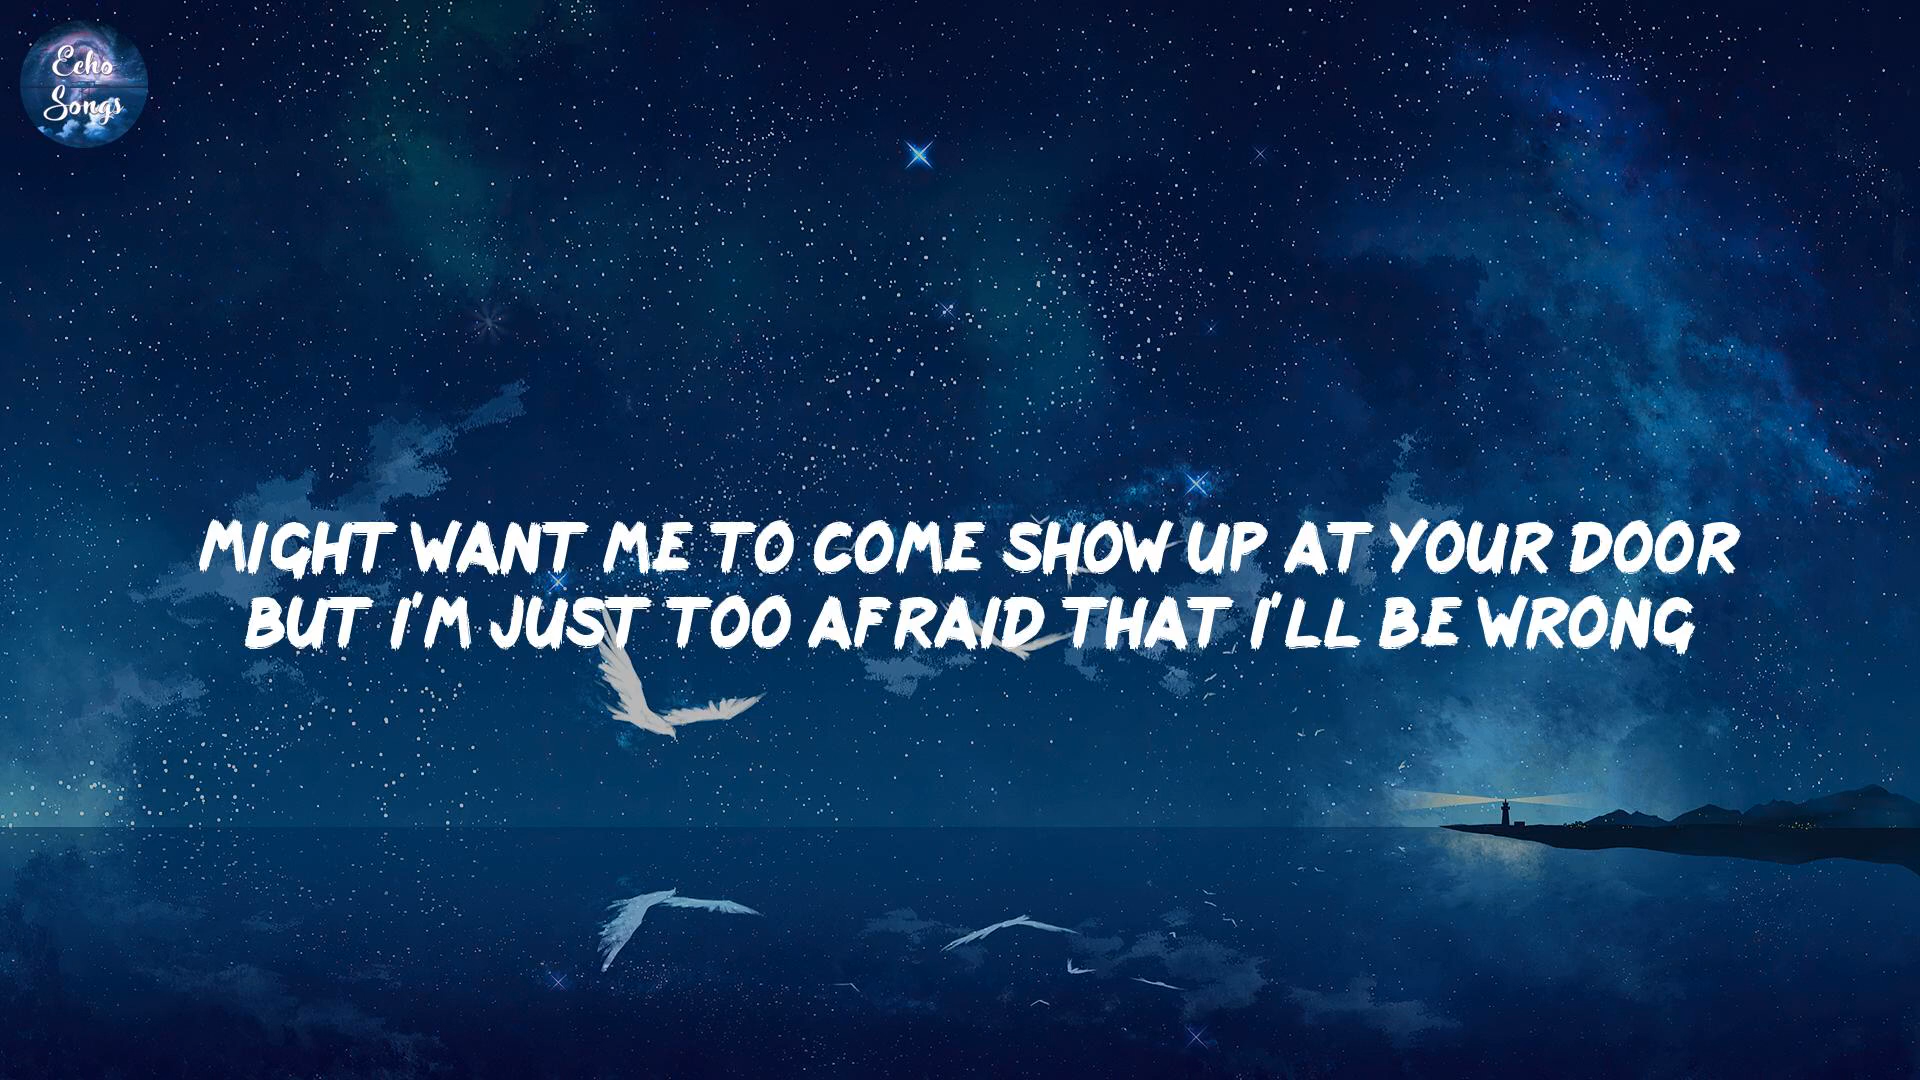 Echo
Songs
MIGHT WANT ME TO COME SHOW UP AT YOUR DOOR
BUT I'M JUST TOO AFRAID THAT I'LL BE WRONG